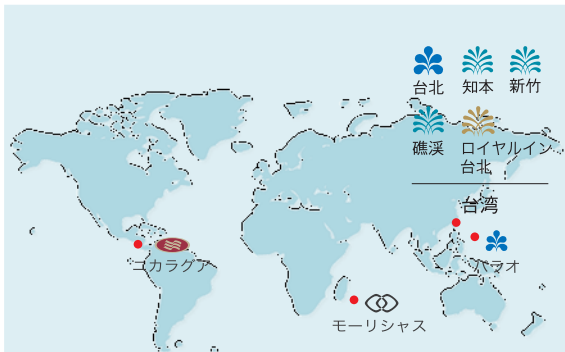 台北 知本 新竹
礁渓 ロイヤルイン
台北
台湾
パラオ
ニカラグア
モーリシャス